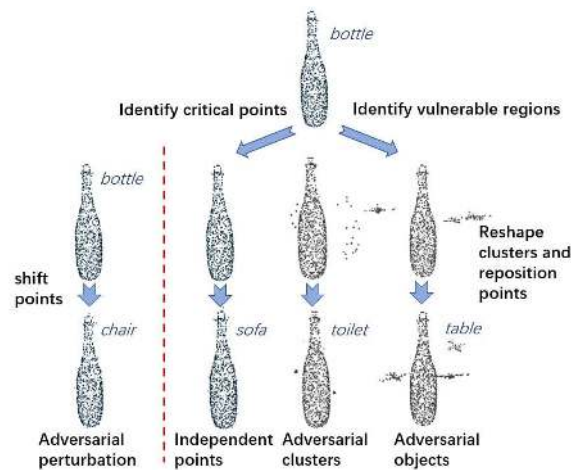 bottle
Identify critical points
Identify vulnerable regions
bottle
Reshape
clusters and
reposition
points
shift
points
chair
sofa
toilet
table
Adversarial
perturbation
Independent
points
Adversarial
clusters
Adversarial
objects